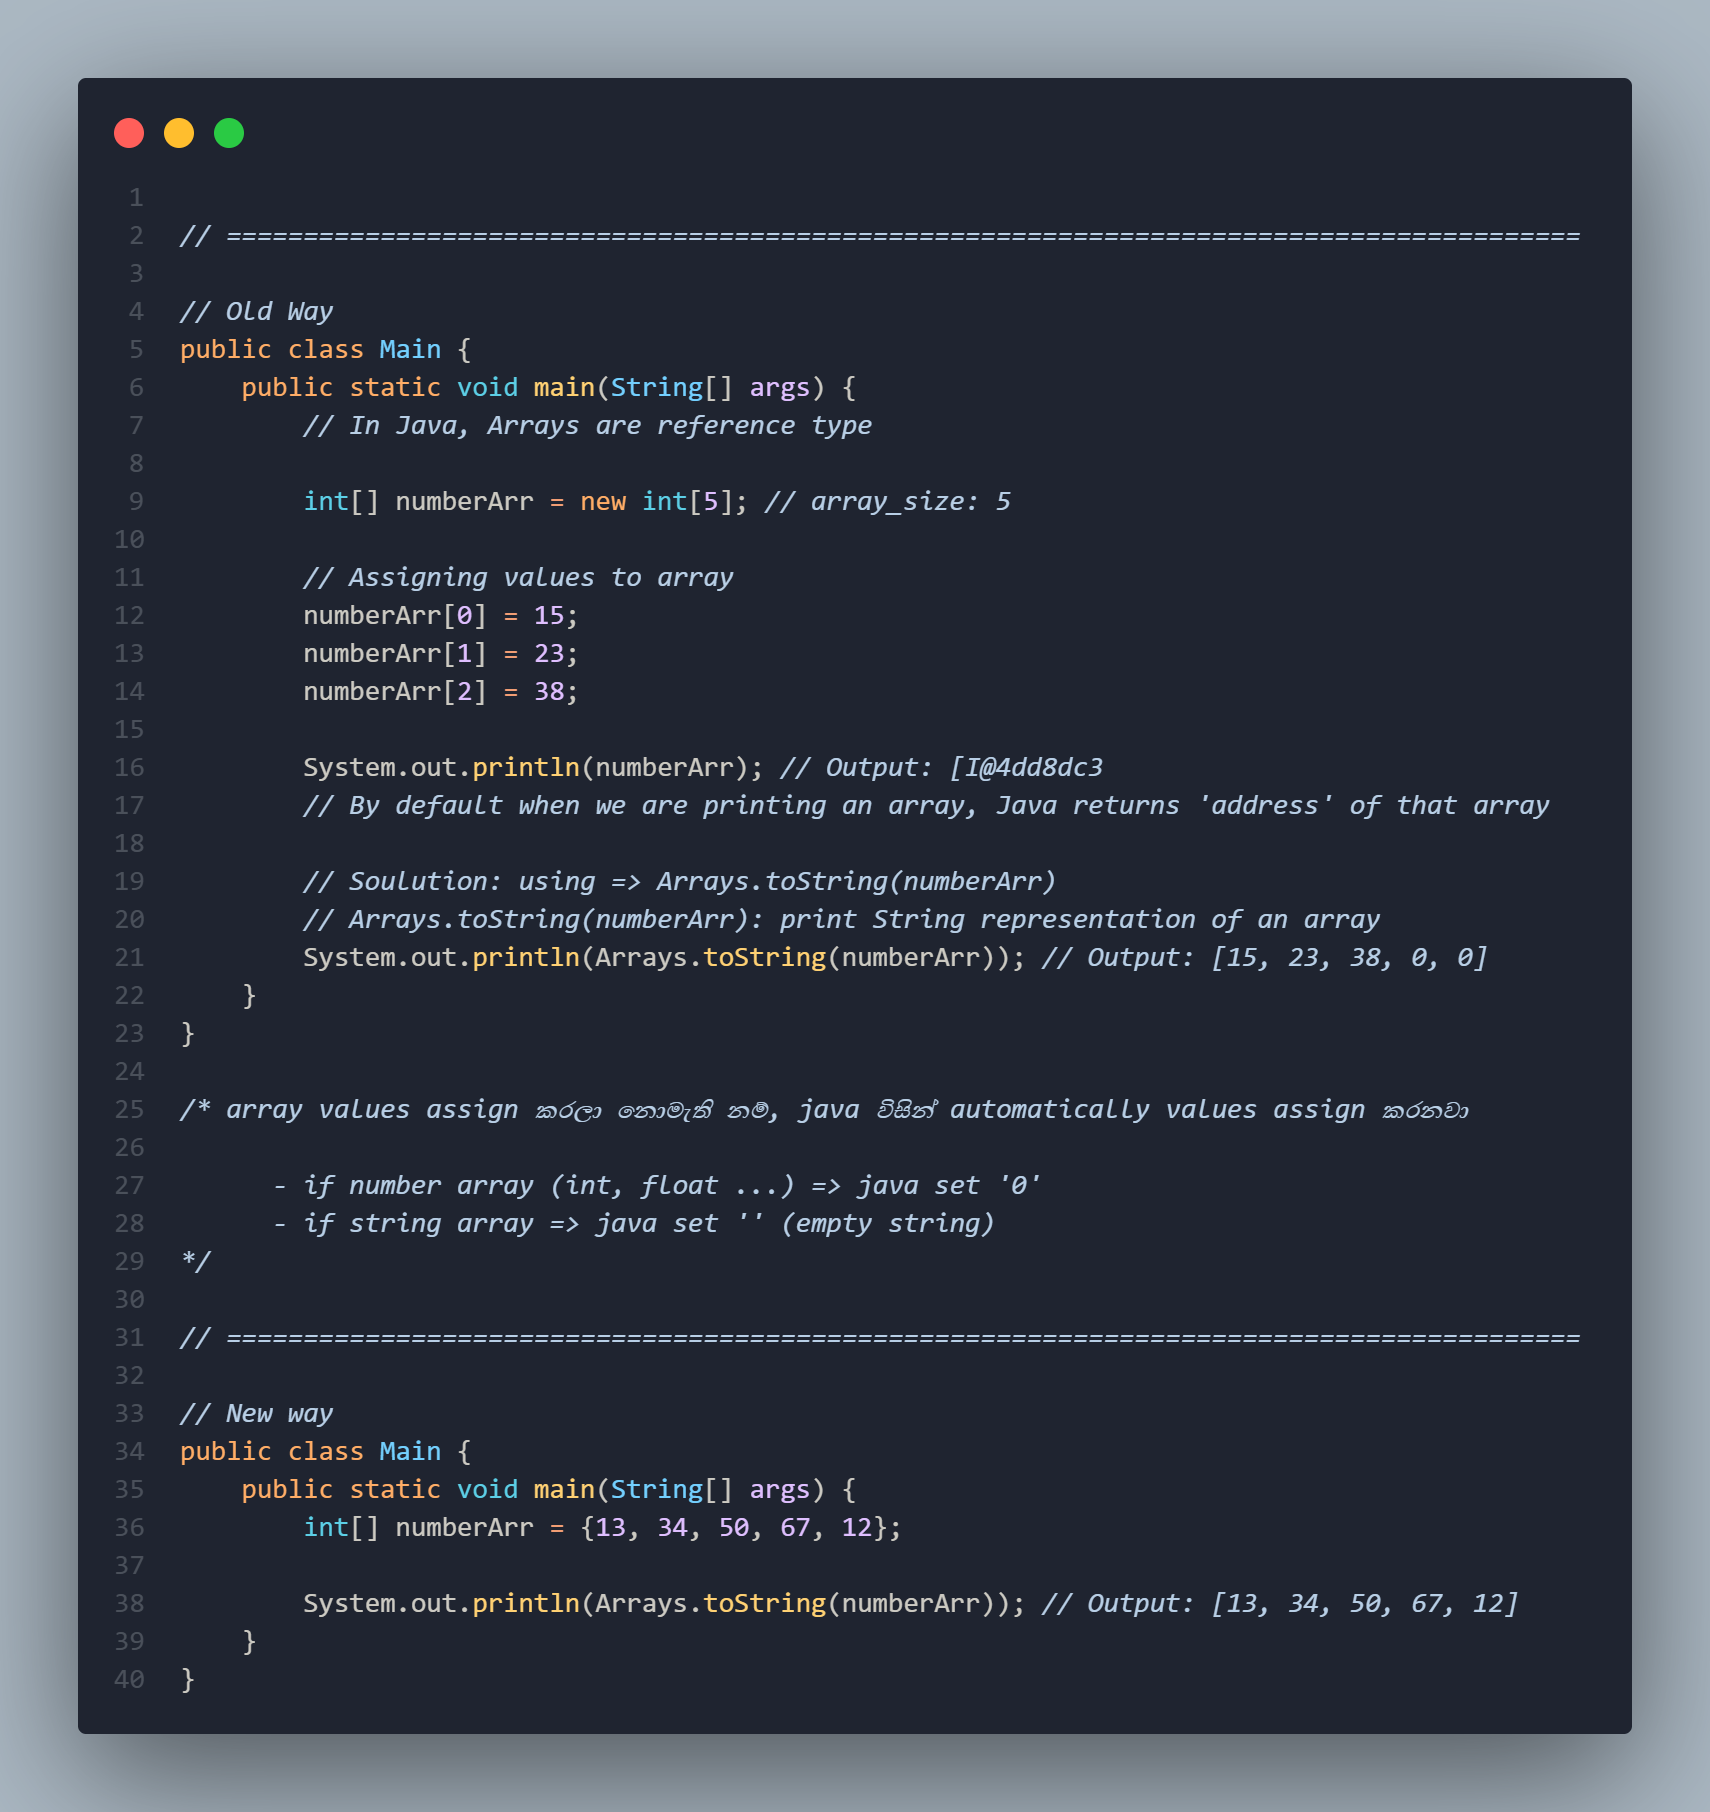 1
2 // ========================================================================================
3
4 // Old Way
5 public class Main {
6     public static void main(String[] args) {
7         // In Java, Arrays are reference type
8
9         int[] numberArr = new int[5]; // array_size: 5
10
11         // Assigning values to array
12         numberArr[0] = 15;
13         numberArr[1] = 23;
14         numberArr[2] = 38;
15
16         System.out.println(numberArr); // Output: [I@4dd8dc3
17         // By default when we are printing an array, Java returns 'address' of that array
18
19         // Soulution: using => Arrays.toString(numberArr)
20         // Arrays.toString(numberArr): print String representation of an array
21         System.out.println(Arrays.toString(numberArr)); // Output: [15, 23, 38, 0, 0]
22     }
23 }
24
25 /* array values assign කරලා නොමැති නම්, java විසින් automatically values assign කරනවා
26
27       - if number array (int, float ...) => java set '0'
28       - if string array => java set '' (empty string)
29 */
30
31 // ========================================================================================
32
33 // New way
34 public class Main {
35     public static void main(String[] args) {
36         int[] numberArr = {13, 34, 50, 67, 12};
37
38         System.out.println(Arrays.toString(numberArr)); // Output: [13, 34, 50, 67, 12]
39     }
40 }